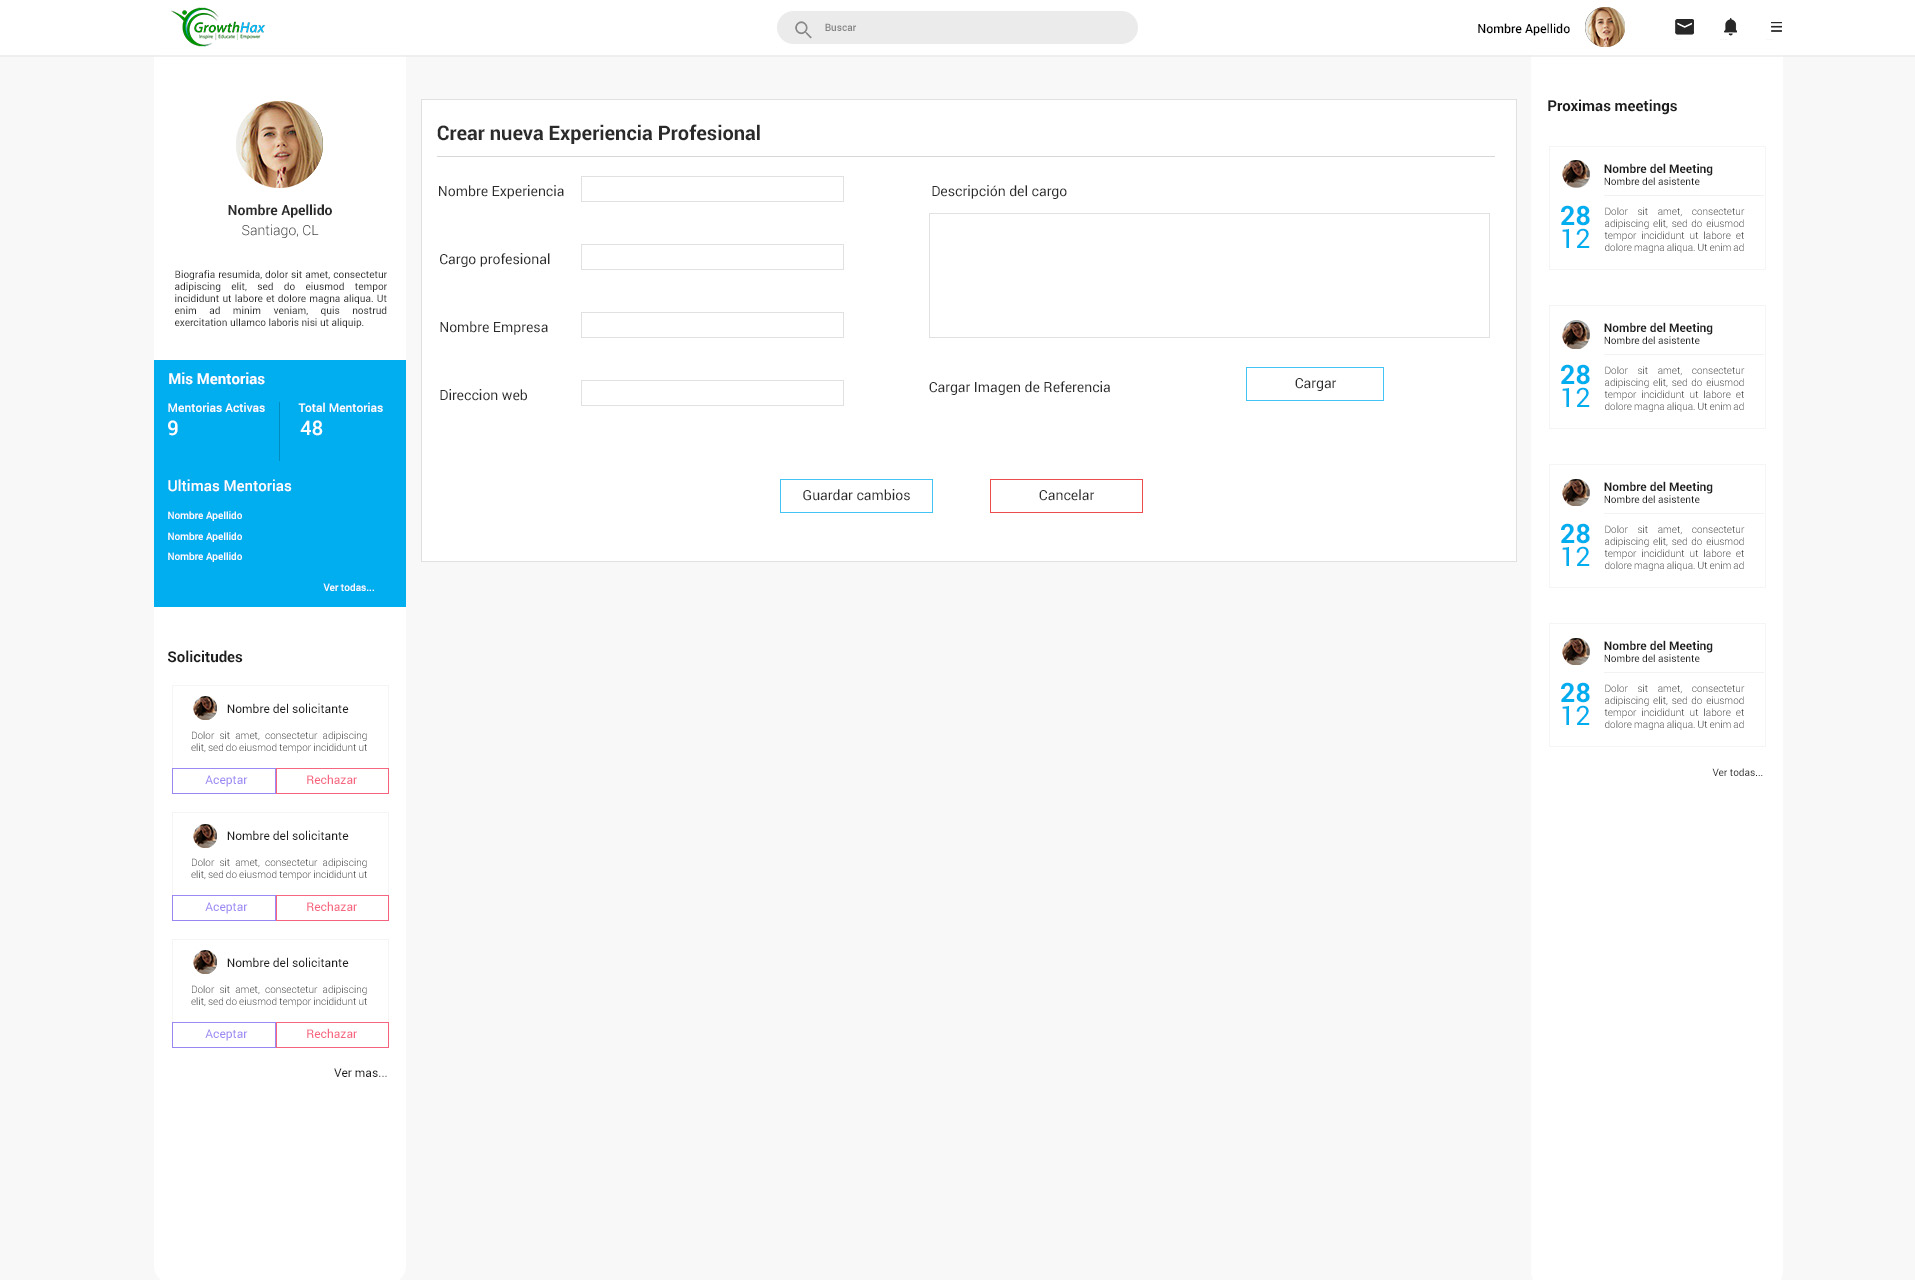 GrowthHax
Inspire | Educate | Empower
Buscar
Nombre Apellido
Nombre Apellido
Santiago, CL
Biografia resumida, dolor sit amet, consectetur
adipiscing elit, sed do eiusmod tempor
incididunt ut labore et dolore magna aliqua. Ut
enim ad minim veniam, quis nostrud
exercitation ullamco laboris nisi ut aliquip.
Mis Mentorias
Mentorias Activas
9
Total Mentorias
48
Ultimas Mentorias
Nombre Apellido
Nombre Apellido
Nombre Apellido
Ver todas...
Solicitudes
Nombre del solicitante
Dolor sit amet, consectetur adipiscing
elit, sed do eiusmod tempor incididunt ut
Aceptar
Rechazar
Nombre del solicitante
Dolor sit amet, consectetur adipiscing
elit, sed do eiusmod tempor incididunt ut
Aceptar
Rechazar
Nombre del solicitante
Dolor sit amet, consectetur adipiscing
elit, sed do eiusmod tempor incididunt ut
Aceptar
Rechazar
Ver mas...
Crear nueva Experiencia Profesional
Nombre Experiencia
Cargo profesional
Nombre Empresa
Direccion web
Descripción del cargo
Cargar Imagen de Referencia
Cargar
Guardar cambios
Cancelar
Proximas meetings
Nombre del Meeting
Nombre del asistente
28
12
Dolor sit amet, consectetur
adipiscing elit, sed do eiusmod
tempor incididunt ut labore et
dolore magna aliqua. Ut enim ad
Nombre del Meeting
Nombre del asistente
28
12
Dolor sit amet, consectetur
adipiscing elit, sed do eiusmod
tempor incididunt ut labore et
dolore magna aliqua. Ut enim ad
Nombre del Meeting
Nombre del asistente
28
12
Dolor sit amet, consectetur
adipiscing elit, sed do eiusmod
tempor incididunt ut labore et
dolore magna aliqua. Ut enim ad
Nombre del Meeting
Nombre del asistente
28
12
Dolor sit amet, consectetur
adipiscing elit, sed do eiusmod
tempor incididunt ut labore et
dolore magna aliqua. Ut enim ad
Ver todas...